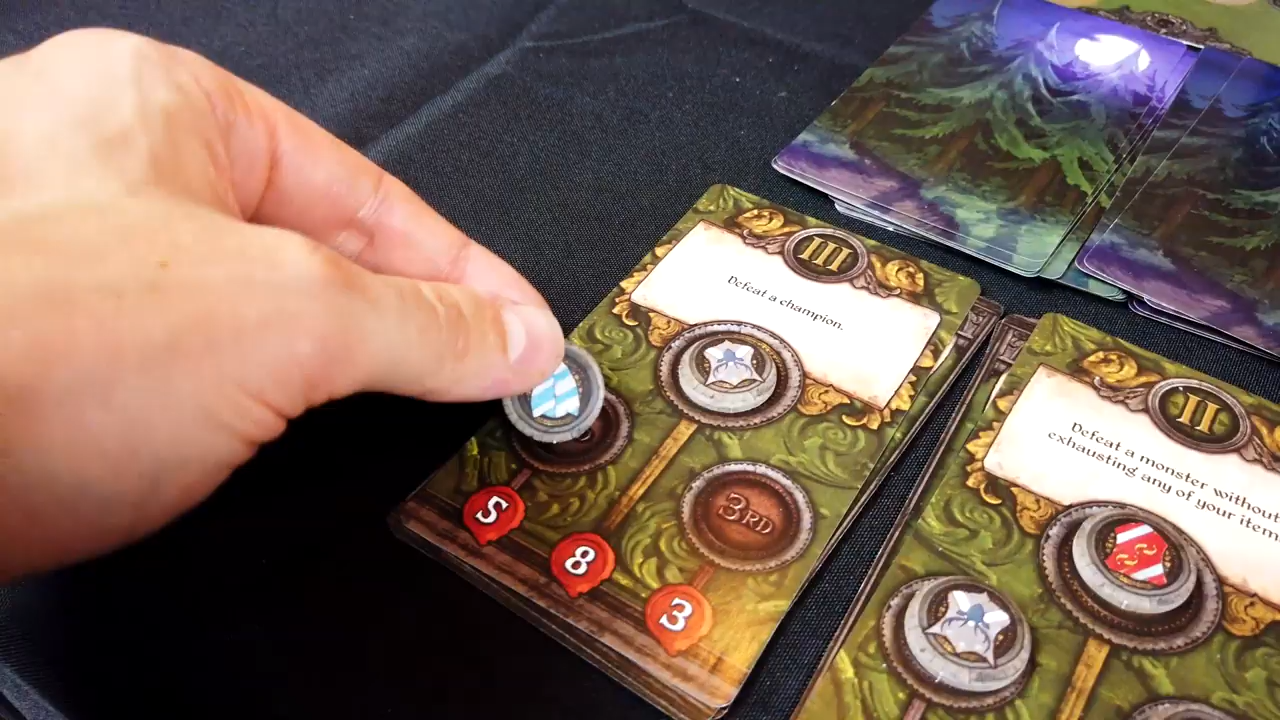 III
Defeat a champion.
3RD
5
8
3
II
Defeat a monster without
exhausting any of your item